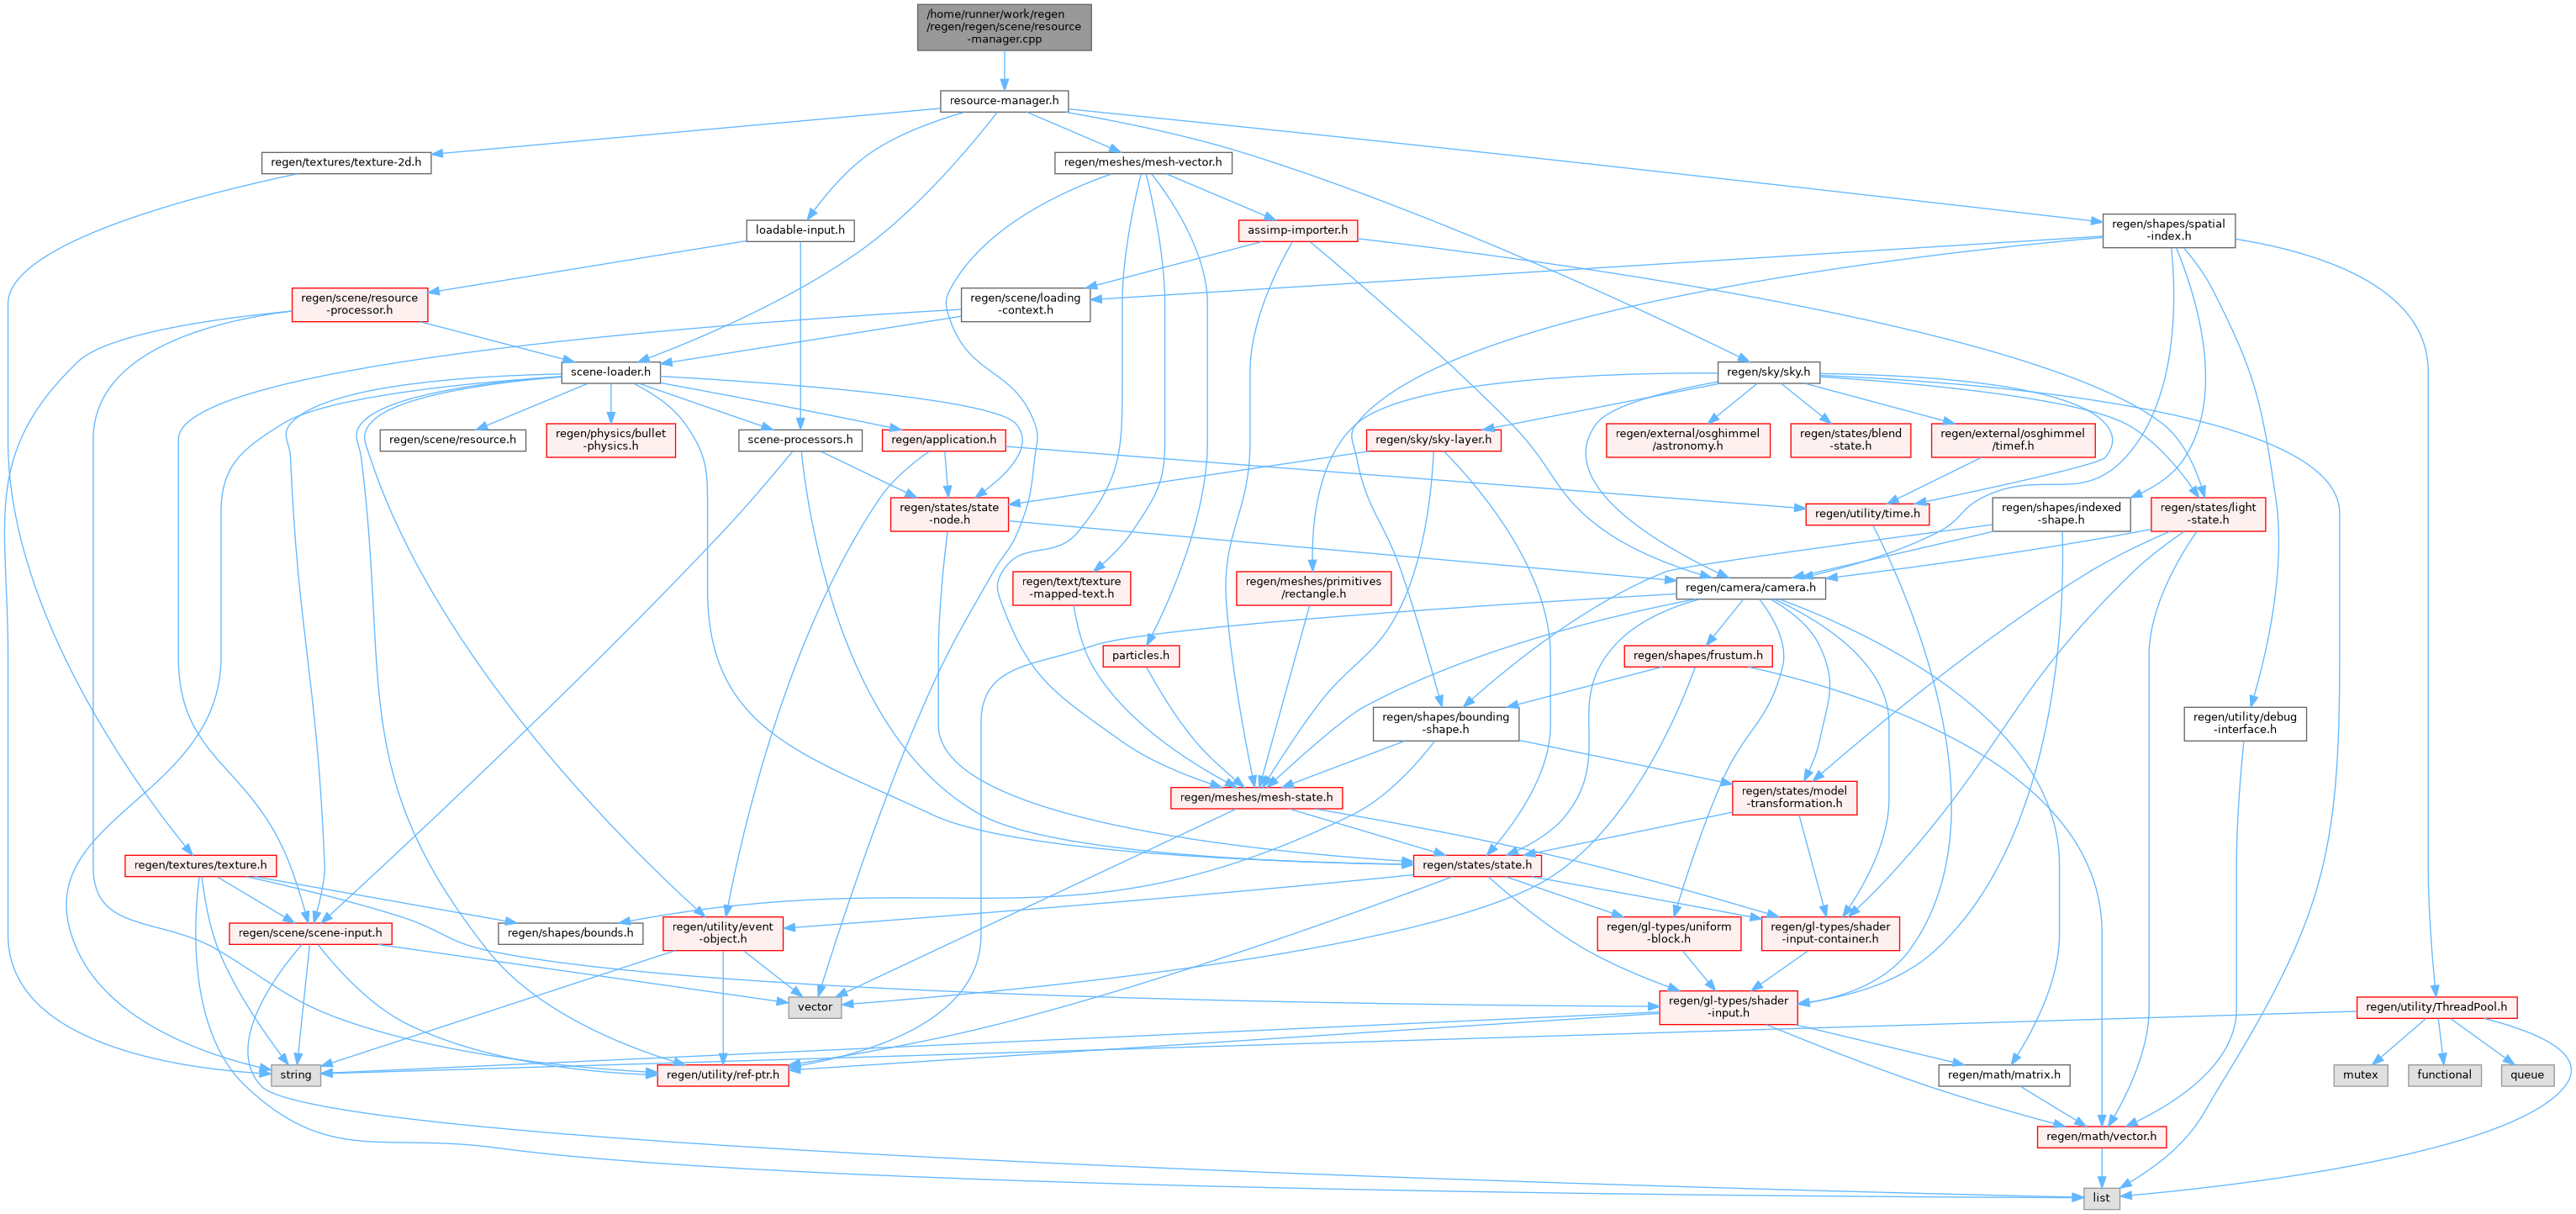 /home/runner/work/regen
/regen/regen/scene/resource
-manager.cpp
resource-manager.h
regen/textures/texture-2d.h
regen/meshes/mesh-vector.h
loadable-input.h
assimp-importer.h
regen/shapes/spatial
-index.h
regen/scene/resource
-processor.h
regen/scene/loading
-context.h
scene-loader.h
regen/sky/sky.h
regen/scene/resource.h
regen/physics/bullet
-physics.h
scene-processors.h
regen/application.h
regen/sky/sky-layer.h
regen/external/osghimmel
/astronomy.h
regen/states/blend
-state.h
regen/external/osghimmel
/timef.h
regen/states/state
-node.h
regen/utility/time.h
regen/shapes/indexed
-shape.h
regen/states/light
-state.h
regen/text/texture
-mapped-text.h
regen/meshes/primitives
/rectangle.h
regen/camera/camera.h
particles.h
regen/shapes/frustum.h
regen/shapes/bounding
-shape.h
regen/utility/debug
-interface.h
regen/meshes/mesh-state.h
regen/states/model
-transformation.h
regen/textures/texture.h
regen/states/state.h
regen/scene/scene-input.h
regen/shapes/bounds.h
regen/utility/event
-object.h
regen/gl-types/uniform
-block.h
regen/gl-types/shader
-input-container.h
vector
regen/gl-types/shader
-input.h
regen/utility/ThreadPool.h
string
regen/utility/ref-ptr.h
regen/math/matrix.h
mutex
functional
queue
regen/math/vector.h
list